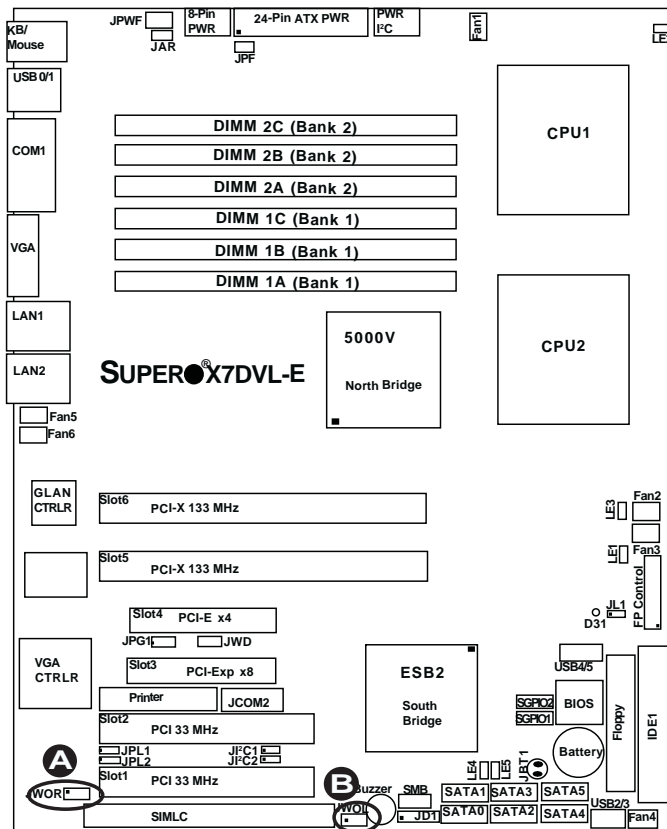 JPWF
8-Pin PWR
24-Pin ATX PWR
PWR I²C
Fan1
KB/ Mouse
JAR
JPF
USB 0/1
CPU1
DIMM 2C (Bank 2)
COM1
DIMM 2B (Bank 2)
DIMM 2A (Bank 2)
DIMM 1C (Bank 1)
VGA
DIMM 1B (Bank 1)
DIMM 1A (Bank 1)
LAN1
5000V
North Bridge
CPU2
LAN2
SUPER●®X7DVL-E
Fan5
Fan6
GLAN CTRLR
Slot6
PCI-X 133 MHz
LE3
Fan2
Slot5
PCI-X 133 MHz
LE1
Fan3
FP Control
Slot4
PCI-E x4
JL1
D31
JPG1
JWD
VGA CTRLR
Slot3
PCI-Exp x8
ESB2
South Bridge
USB4/5
Printer
JCOM2
SGPIO2
SGPIO1
BIOS
Floppy
IDE1
Slot2
PCI 33 MHz
A
JPL1
JPL2
JI²C1
JI²C2
LE4
LE5
JBT1
Battery
JWOR
Slot1
PCI 33 MHz
B
Buzzer
SMB
SATA1
SATA3
SATA5
SIMLC
JWOL
JD1
SATA0
SATA2
SATA4
USB2/3
Fan4